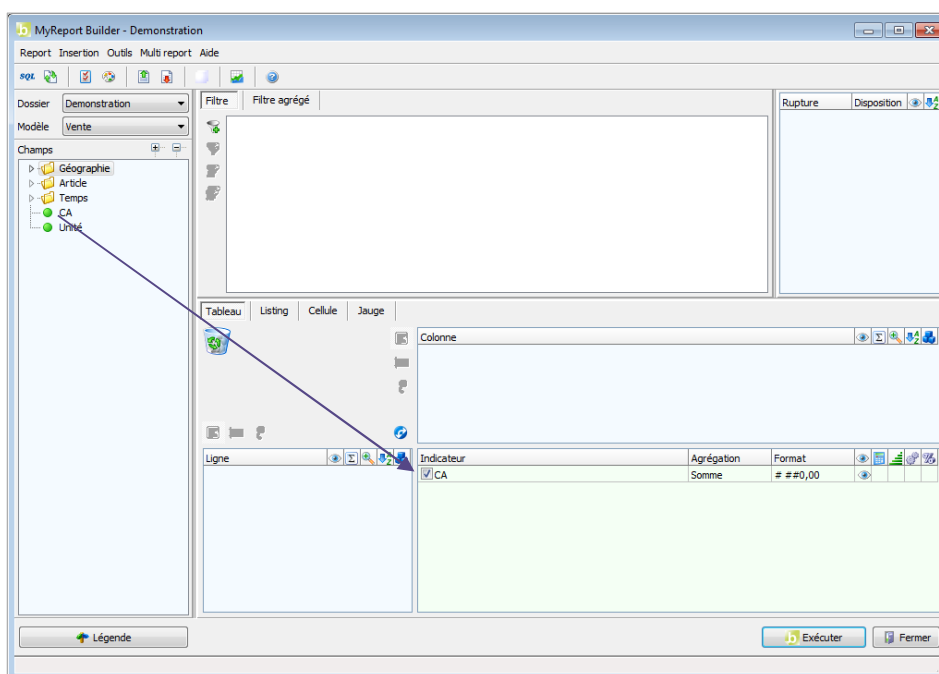 MyReport Builder - Demonstration
Report Insertion Outils Multi report Aide
SQL
Dossier Demonstration
Modèle Vente
Champs
Géographie
Article
Temps
CA
Unité
Filtre Filtre agrégé
Rupture Disposition
Tableau Listing Cellule Jauge
Colonne
Ligne
Indicateur Agrégation Format
CA Somme # ##0,00
Légende
Exécuter Fermer